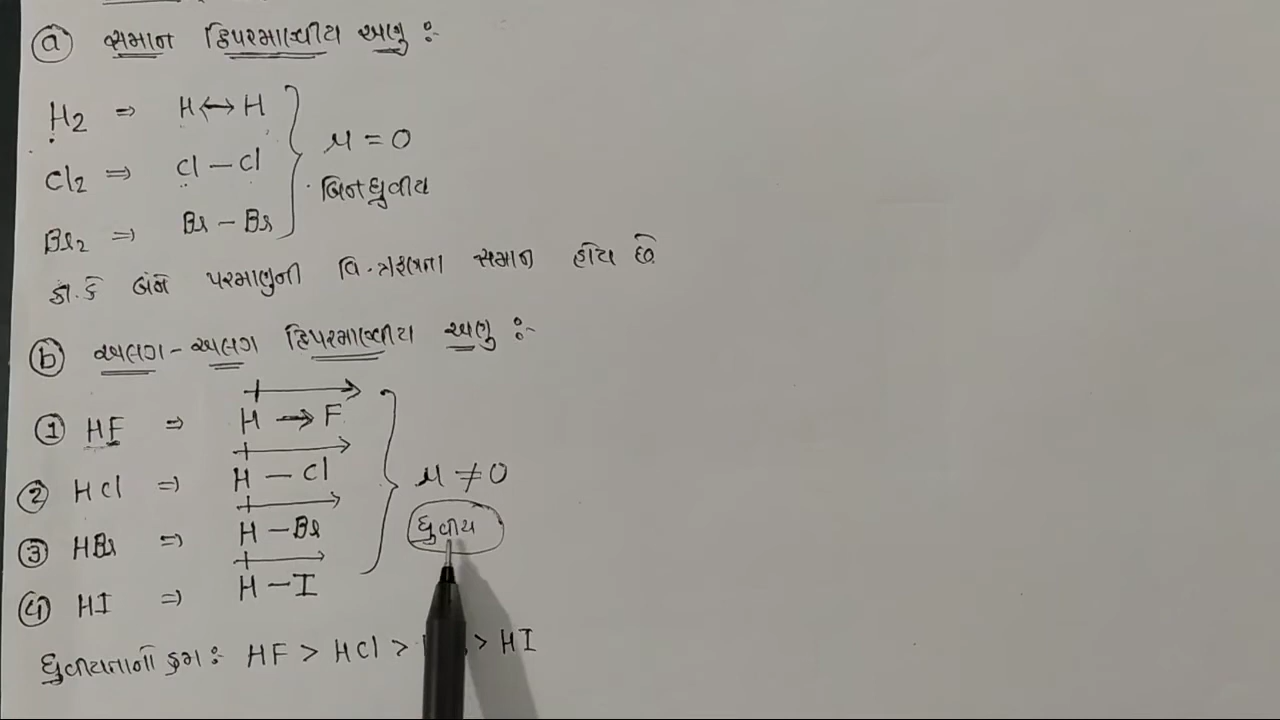 ⓐ સમાન દ્વિપરમાણ્વીય અણુ :-
H2 ⇒ H ↔ H
Cl2 ⇒ Cl – Cl
Br2 ⇒ Br – Br
μ = 0
બિનધ્રુવીય
કા.કે બંને પરમાણુની વિ.ઋણતા સમાન હોય છે
ⓑ અલગ-અલગ દ્વિપરમાણ્વીય અણુ :-
① HF ⇒ H → F
② HCl ⇒ H – Cl
③ HBr ⇒ H – Br
④ HI ⇒ H – I
μ ≠ 0
ધ્રુવીય
ધ્રુવીયતાનો ક્રમ :- HF > HCl > > HI